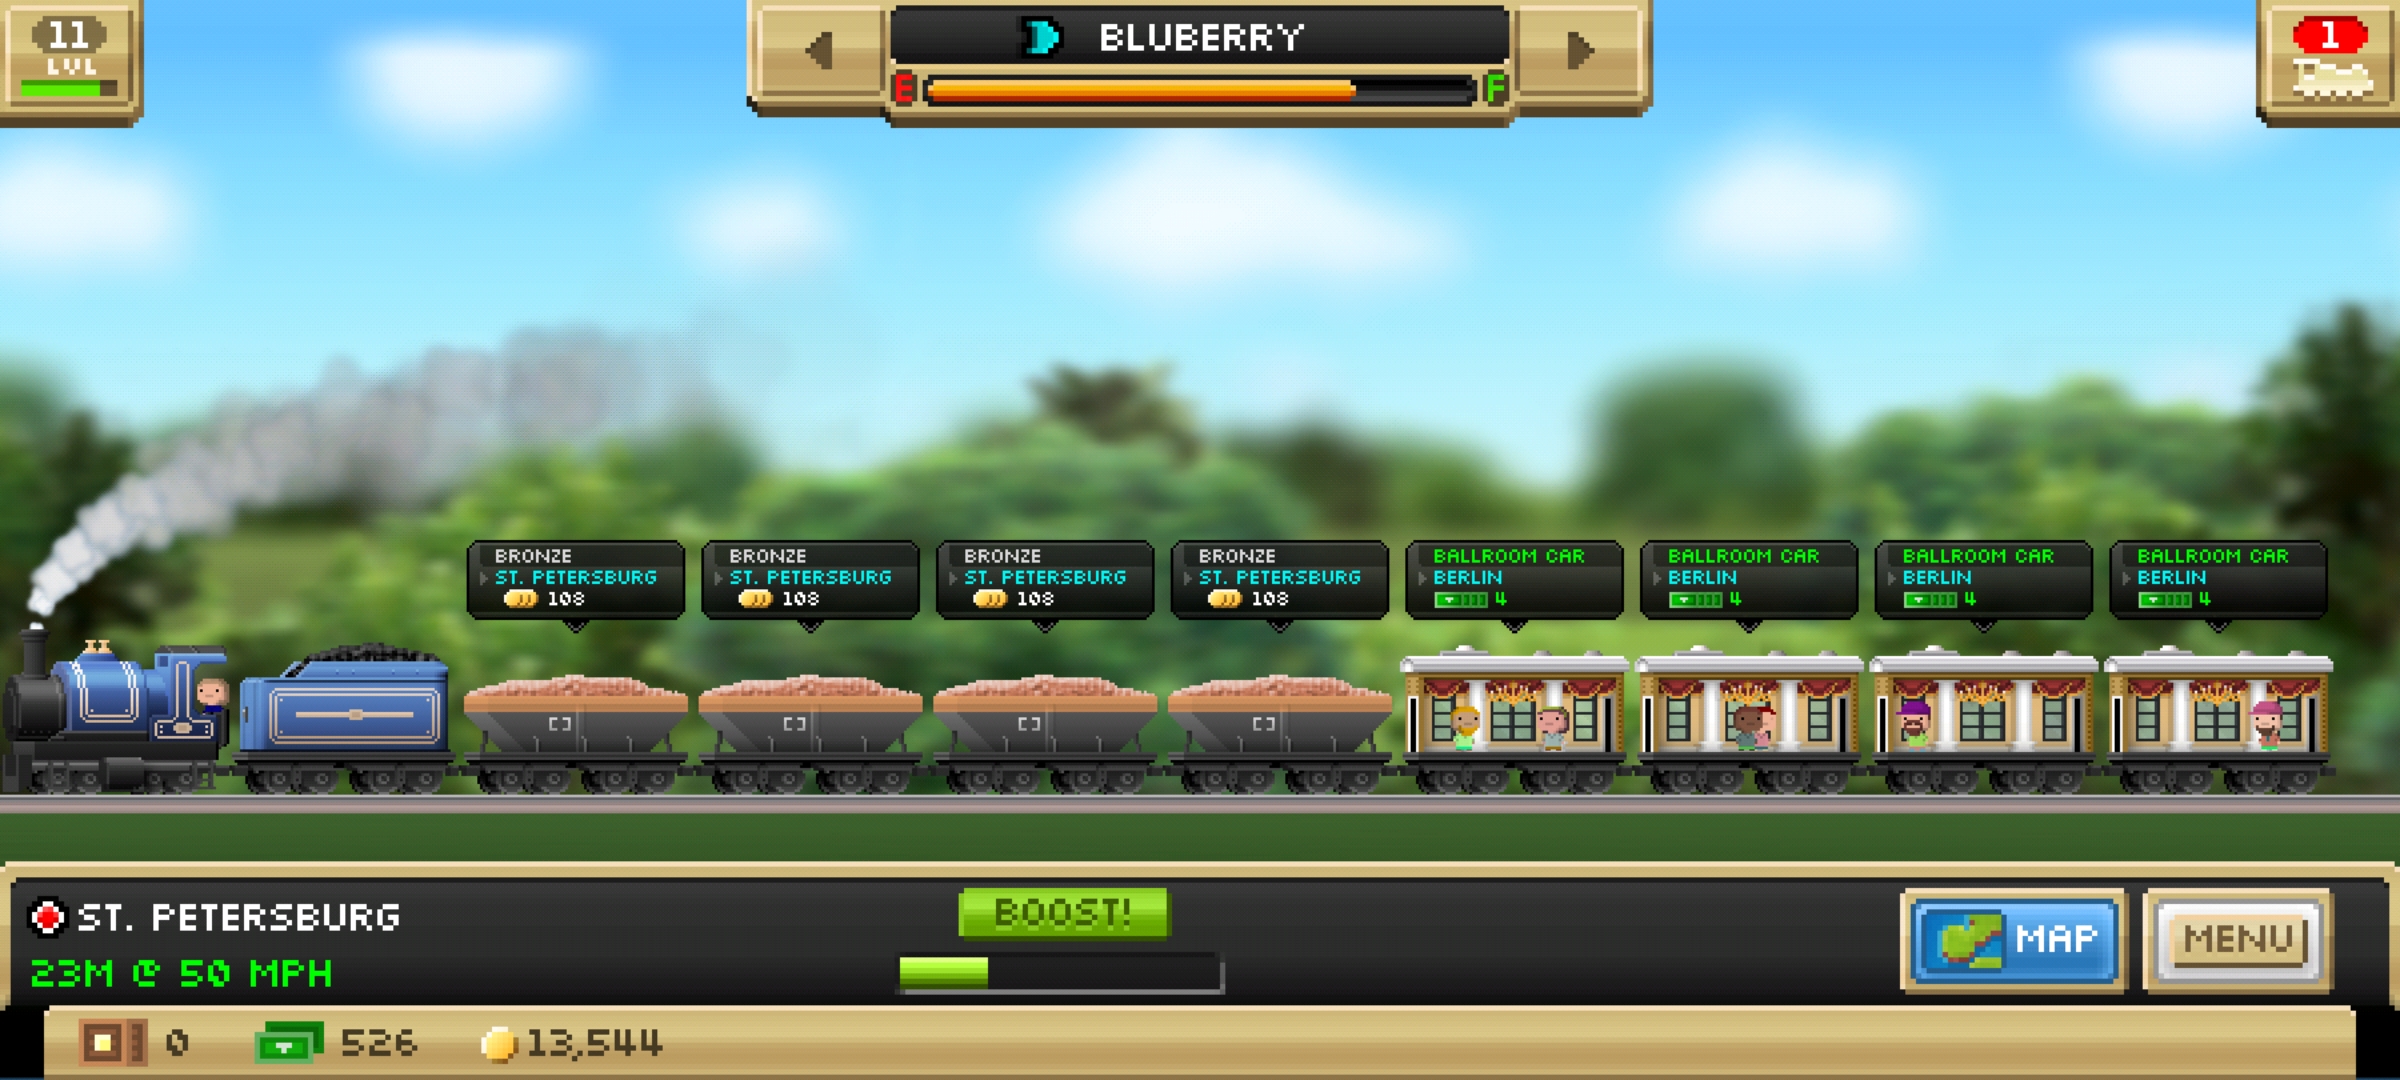 11
LVL
BLUBERRY
E
F
1
BRONZE
ST. PETERSBURG
108
BRONZE
ST. PETERSBURG
108
BRONZE
ST. PETERSBURG
108
BRONZE
ST. PETERSBURG
108
BALLROOM CAR
BERLIN
4
BALLROOM CAR
BERLIN
4
BALLROOM CAR
BERLIN
4
BALLROOM CAR
BERLIN
4
ST. PETERSBURG
23M @ 50 MPH
BOOST!
MAP
MENU
0
526
13,544